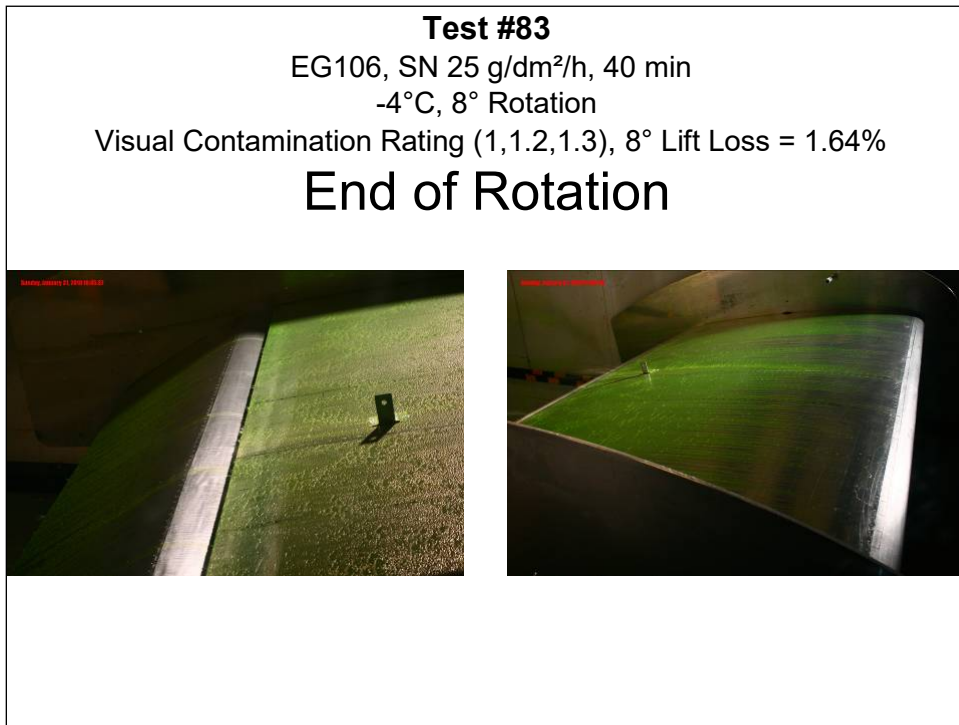 Test #83
EG106, SN 25 g/dm²/h, 40 min
-4°C, 8° Rotation
Visual Contamination Rating (1,1.2,1.3), 8° Lift Loss = 1.64%
End of Rotation